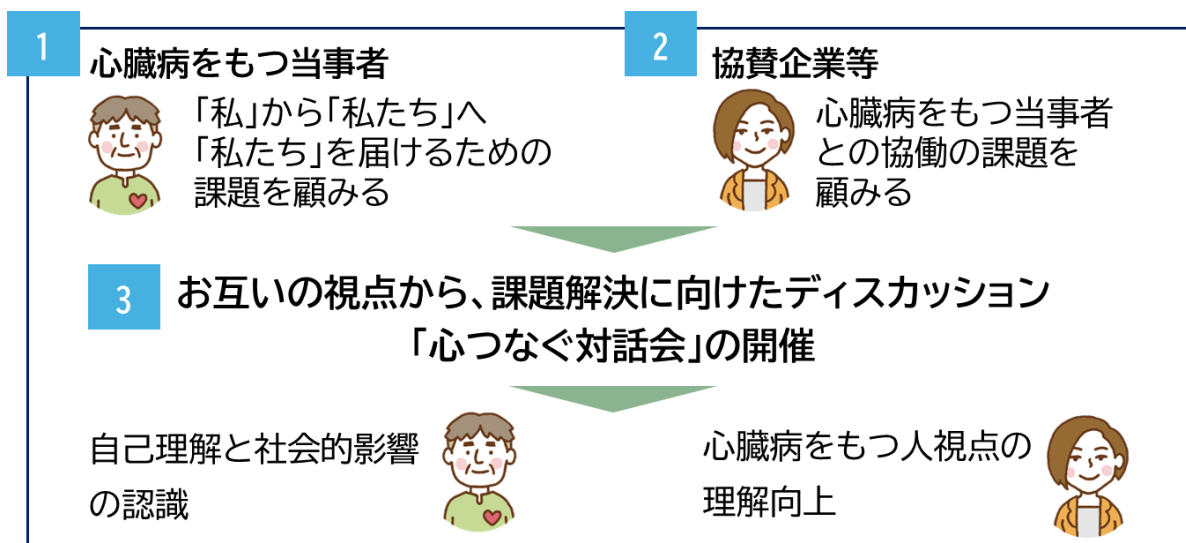 1
心臓病をもつ当事者
「私」から「私たち」へ
「私たち」を届けるための
課題を顧みる
2
協賛企業等
心臓病をもつ当事者
との協働の課題を
顧みる
3
お互いの視点から、課題解決に向けたディスカッション
「心つなぐ対話会」の開催
自己理解と社会的影響
の認識
心臓病をもつ人視点の
理解向上